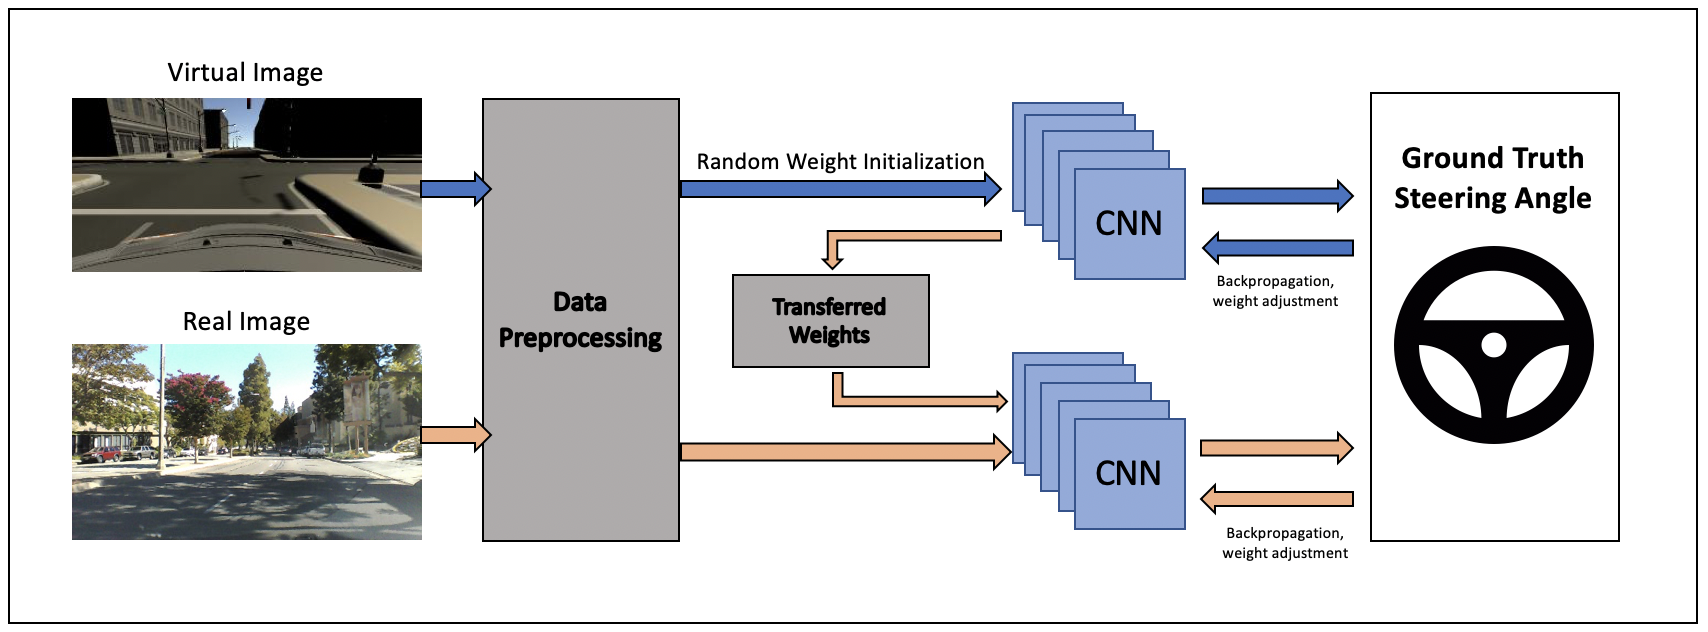 Virtual Image
Real Image
Data
Preprocessing
Random Weight Initialization
Transferred
Weights
CNN
CNN
Backpropagation,
weight adjustment
Backpropagation,
weight adjustment
Ground Truth
Steering Angle